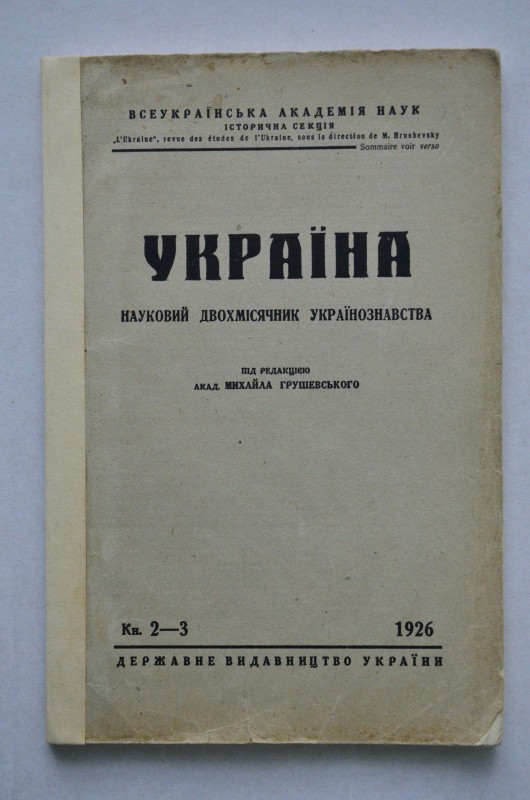 ВСЕУКРАЇНСЬКА АКАДЕМІЯ НАУК
ІСТОРИЧНА СЕКЦІЯ
„L'Ukraine", revue des études de l'Ukraine, sous la direction de M. Hrushevsky
Sommaire voir verso
УКРАЇНА
НАУКОВИЙ ДВОХМІСЯЧНИК УКРАЇНОЗНАВСТВА
ПІД РЕДАКЦІЄЮ
АКАД. МИХАЙЛА ГРУШЕВСЬКОГО
Кн. 2—3 1926
ДЕРЖАВНЕ ВИДАВНИЦТВО УКРАЇНИ